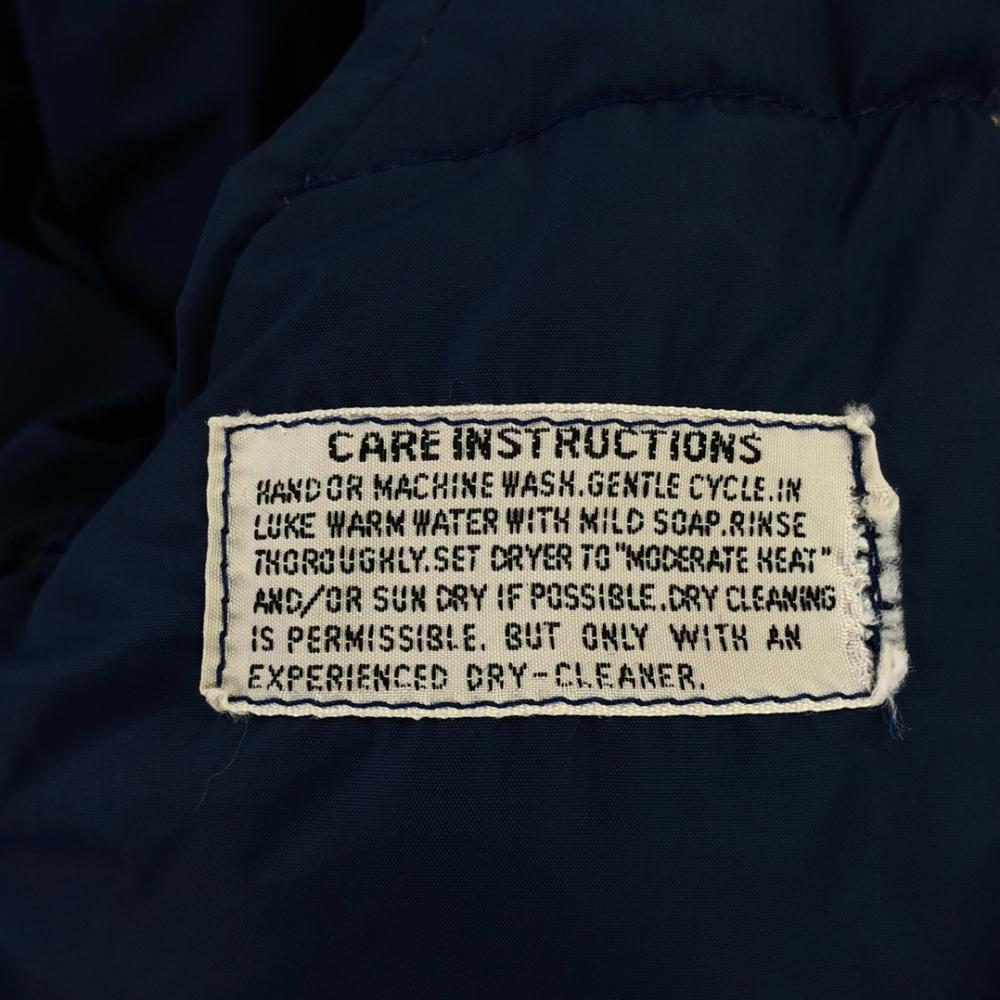 CARE INSTRUCTIONS
HAND OR MACHINE WASH.GENTLE CYCLE.IN
LUKE WARM WATER WITH MILD SOAP.RINSE
THOROUGHLY.SET DRYER TO "MODERATE HEAT"
AND/OR SUN DRY IF POSSIBLE.DRY CLEANING
IS PERMISSIBLE. BUT ONLY WITH AN
EXPERIENCED DRY-CLEANER.